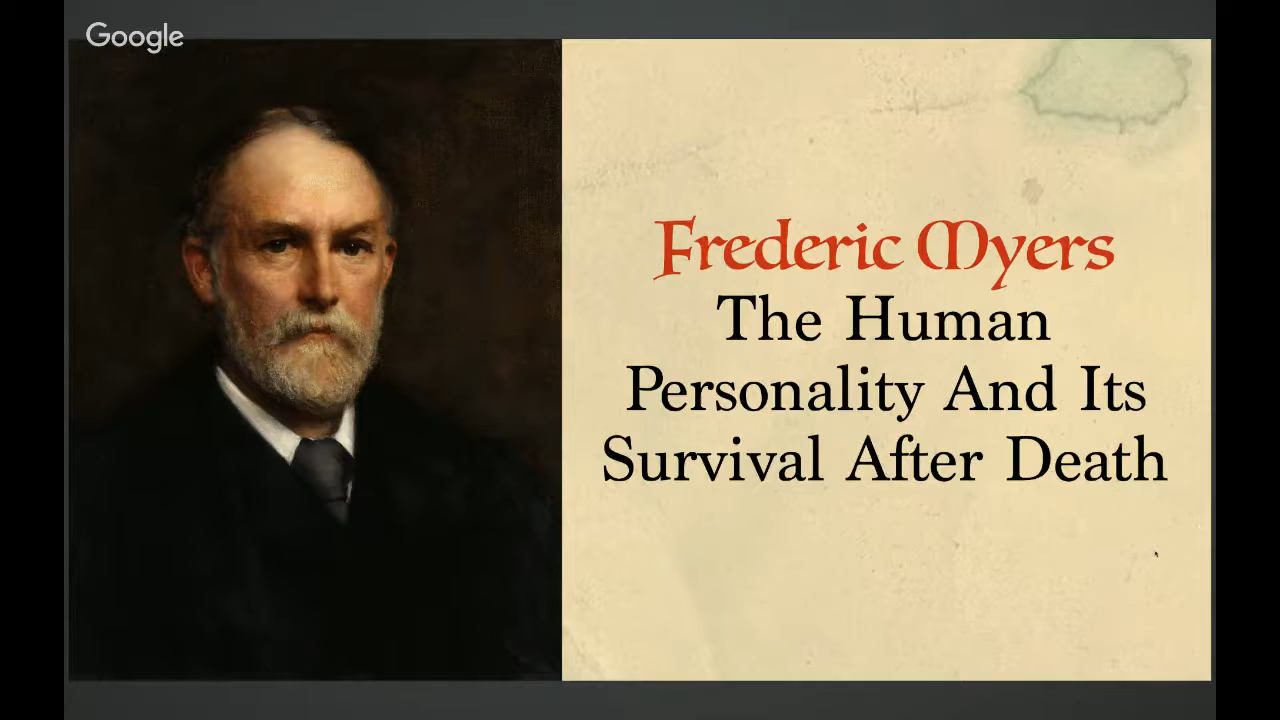 Google
Frederic Myers
The Human
Personality And Its
Survival After Death